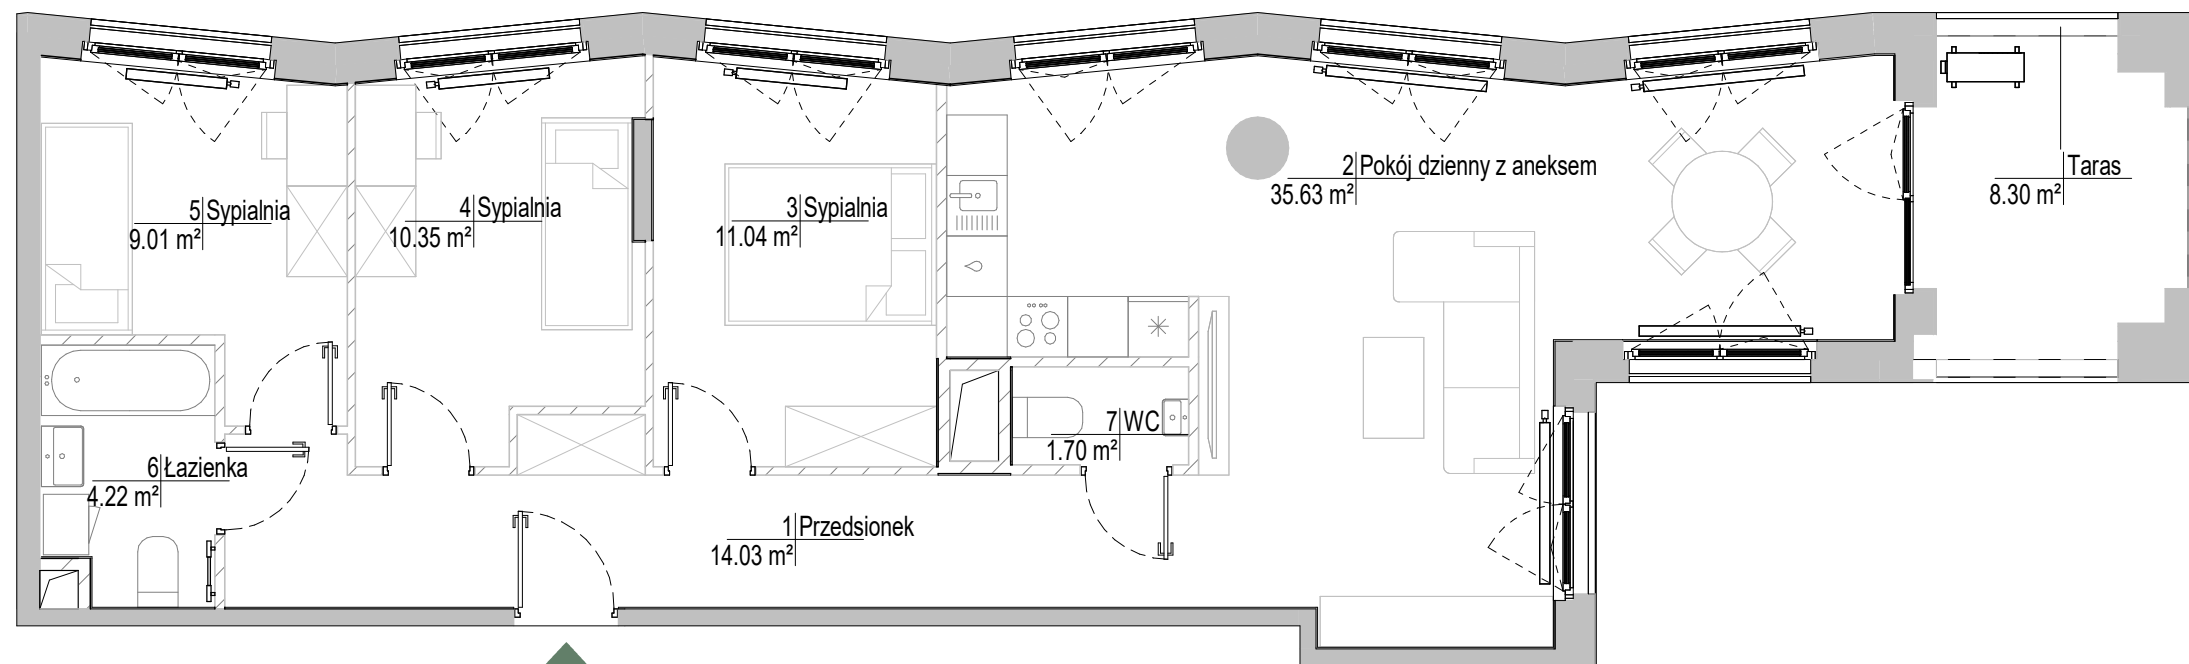 5 Sypialnia
9.01 m²
4 Sypialnia
10.35 m²
3 Sypialnia
11.04 m²
2 Pokój dzienny z aneksem
35.63 m²
Taras
8.30 m²
6 Łazienka
4.22 m²
7 WC
1.70 m²
1 Przedsionek
14.03 m²